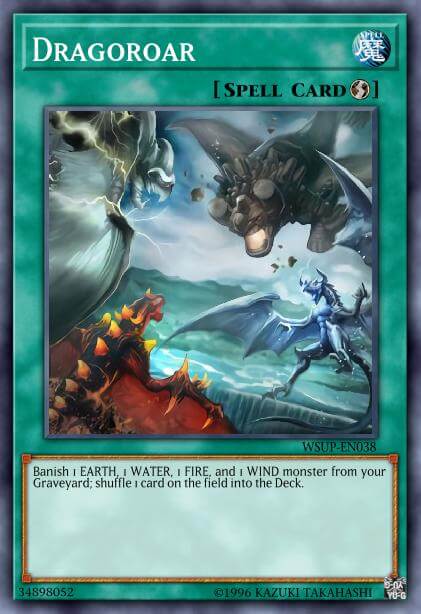 DRAGOROAR
SPELL
魔
[SPELL CARD]
WSUP-EN038
Banish 1 EARTH, 1 WATER, 1 FIRE, and 1 WIND monster from your
Graveyard; shuffle 1 card on the field into the Deck.
34898052
©1996 KAZUKI TAKAHASHI